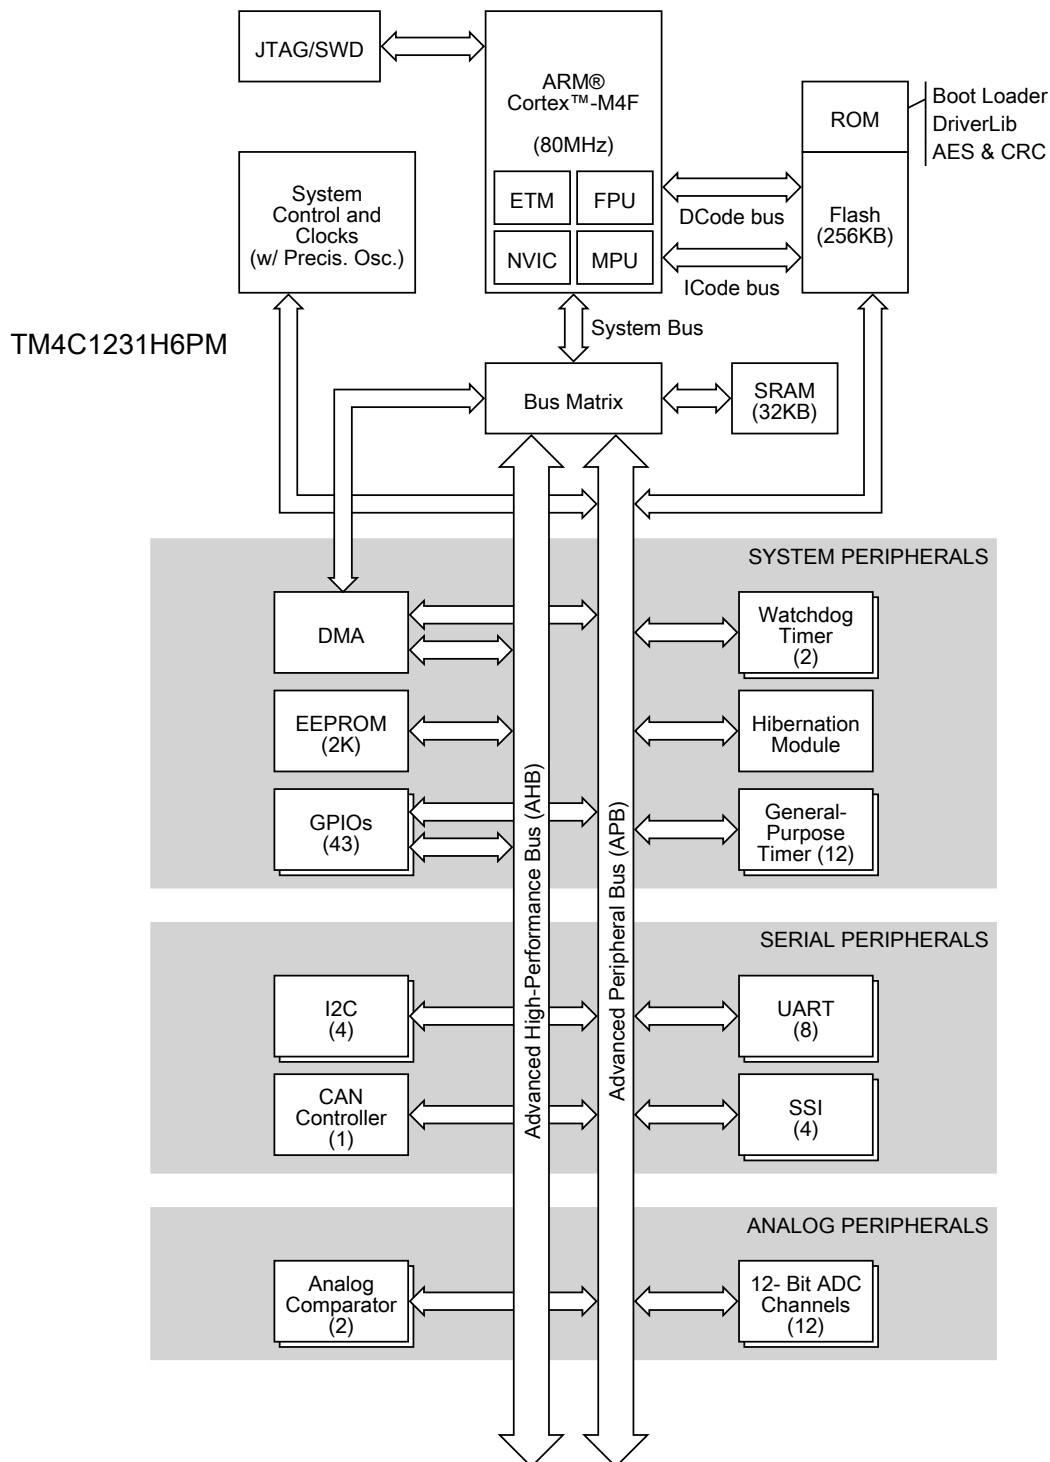 JTAG/SWD
ARM®
Cortex™-M4F
(80MHz)
ETM
FPU
NVIC
MPU
ROM
Boot Loader
DriverLib
AES & CRC
Flash
(256KB)
DCode bus
ICode bus
System
Control and
Clocks
(w/ Precis. Osc.)
TM4C1231H6PM
System Bus
Bus Matrix
SRAM
(32KB)
SYSTEM PERIPHERALS
DMA
Watchdog
Timer
(2)
EEPROM
(2K)
Hibernation
Module
GPIOs
(43)
General-
Purpose
Timer (12)
Advanced High-Performance Bus (AHB)
Advanced Peripheral Bus (APB)
SERIAL PERIPHERALS
I2C
(4)
UART
(8)
CAN
Controller
(1)
SSI
(4)
ANALOG PERIPHERALS
Analog
Comparator
(2)
12- Bit ADC
Channels
(12)